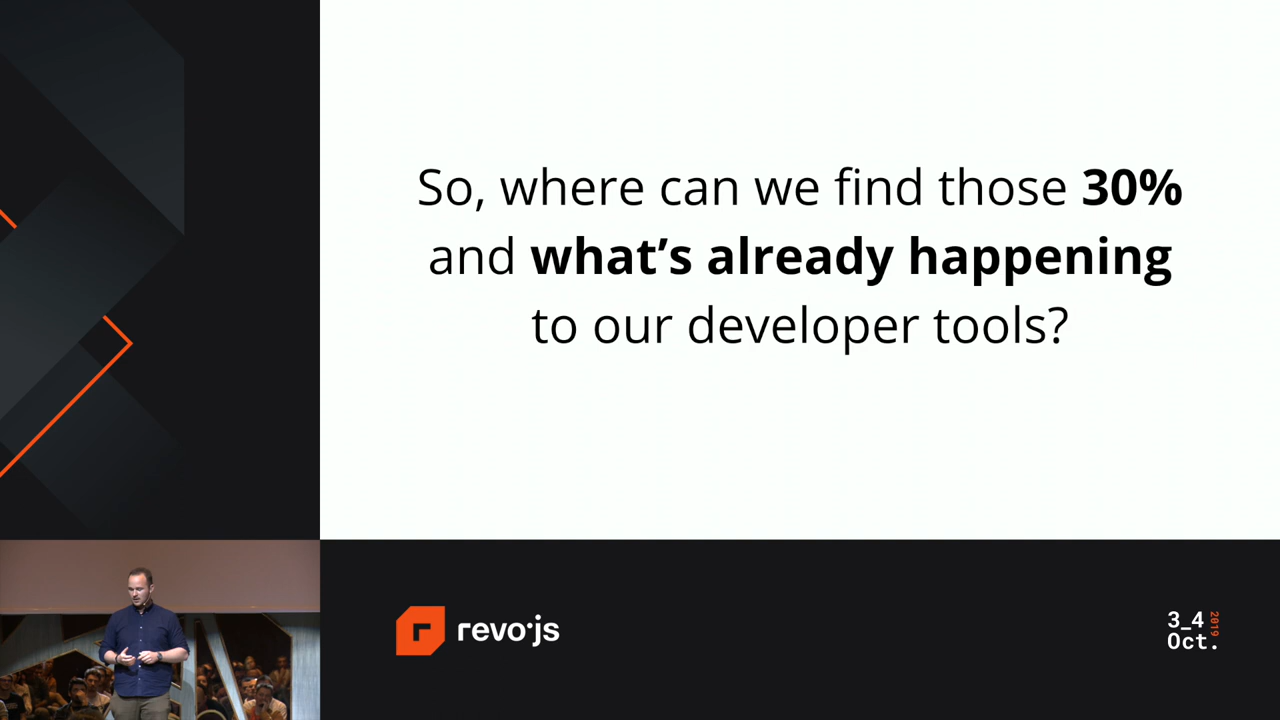 So, where can we find those 30%
and what’s already happening
to our developer tools?
r revo·js
3_4 2019
Oct.